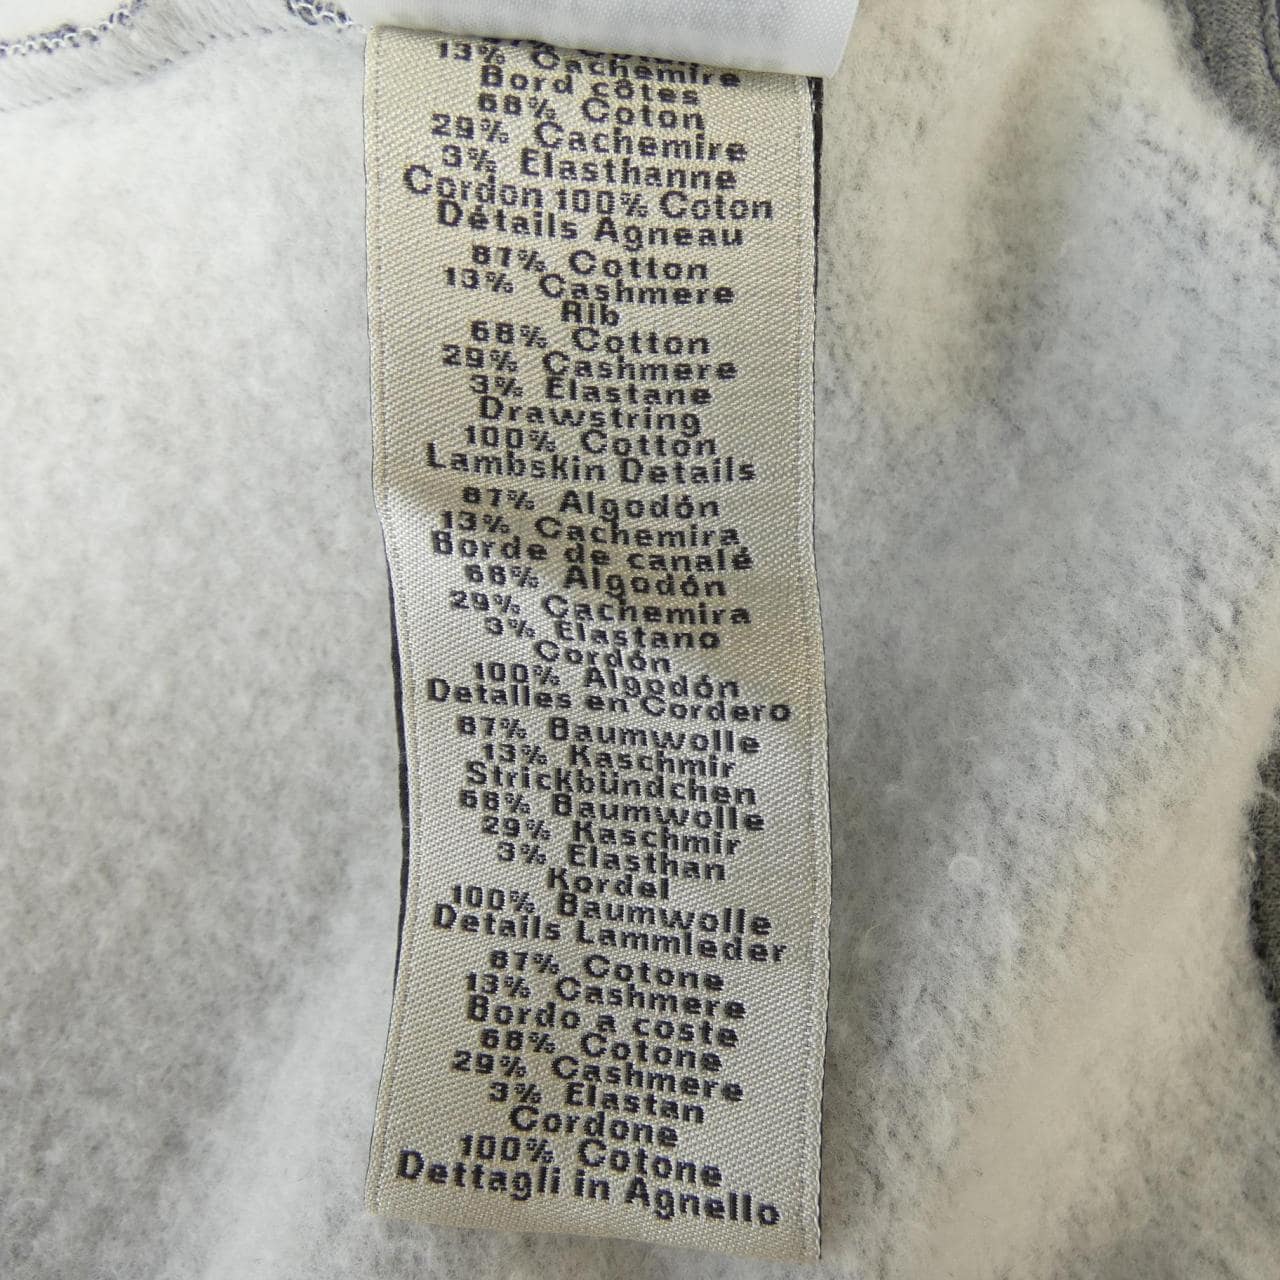 13% Cachemire
Bord côtes
68% Coton
29% Cachemire
3% Elasthanne
Cordon 100% Coton
Détails Agneau
87% Cotton
13% Cashmere
Rib
68% Cotton
29% Cashmere
3% Elastane
Drawstring
100% Cotton
Lambskin Details
87% Algodón
13% Cachemira
Borde de canalé
68% Algodón
29% Cachemira
3% Elastano
Cordón
100% Algodón
Detalles en Cordero
87% Baumwolle
13% Kaschmir
Strickbündchen
68% Baumwolle
29% Kaschmir
3% Elasthan
Kordel
100% Baumwolle
Details Lammleder
87% Cotone
13% Cashmere
Bordo a coste
68% Cotone
29% Cashmere
3% Elastan
Cordone
100% Cotone
Dettagli in Agnello